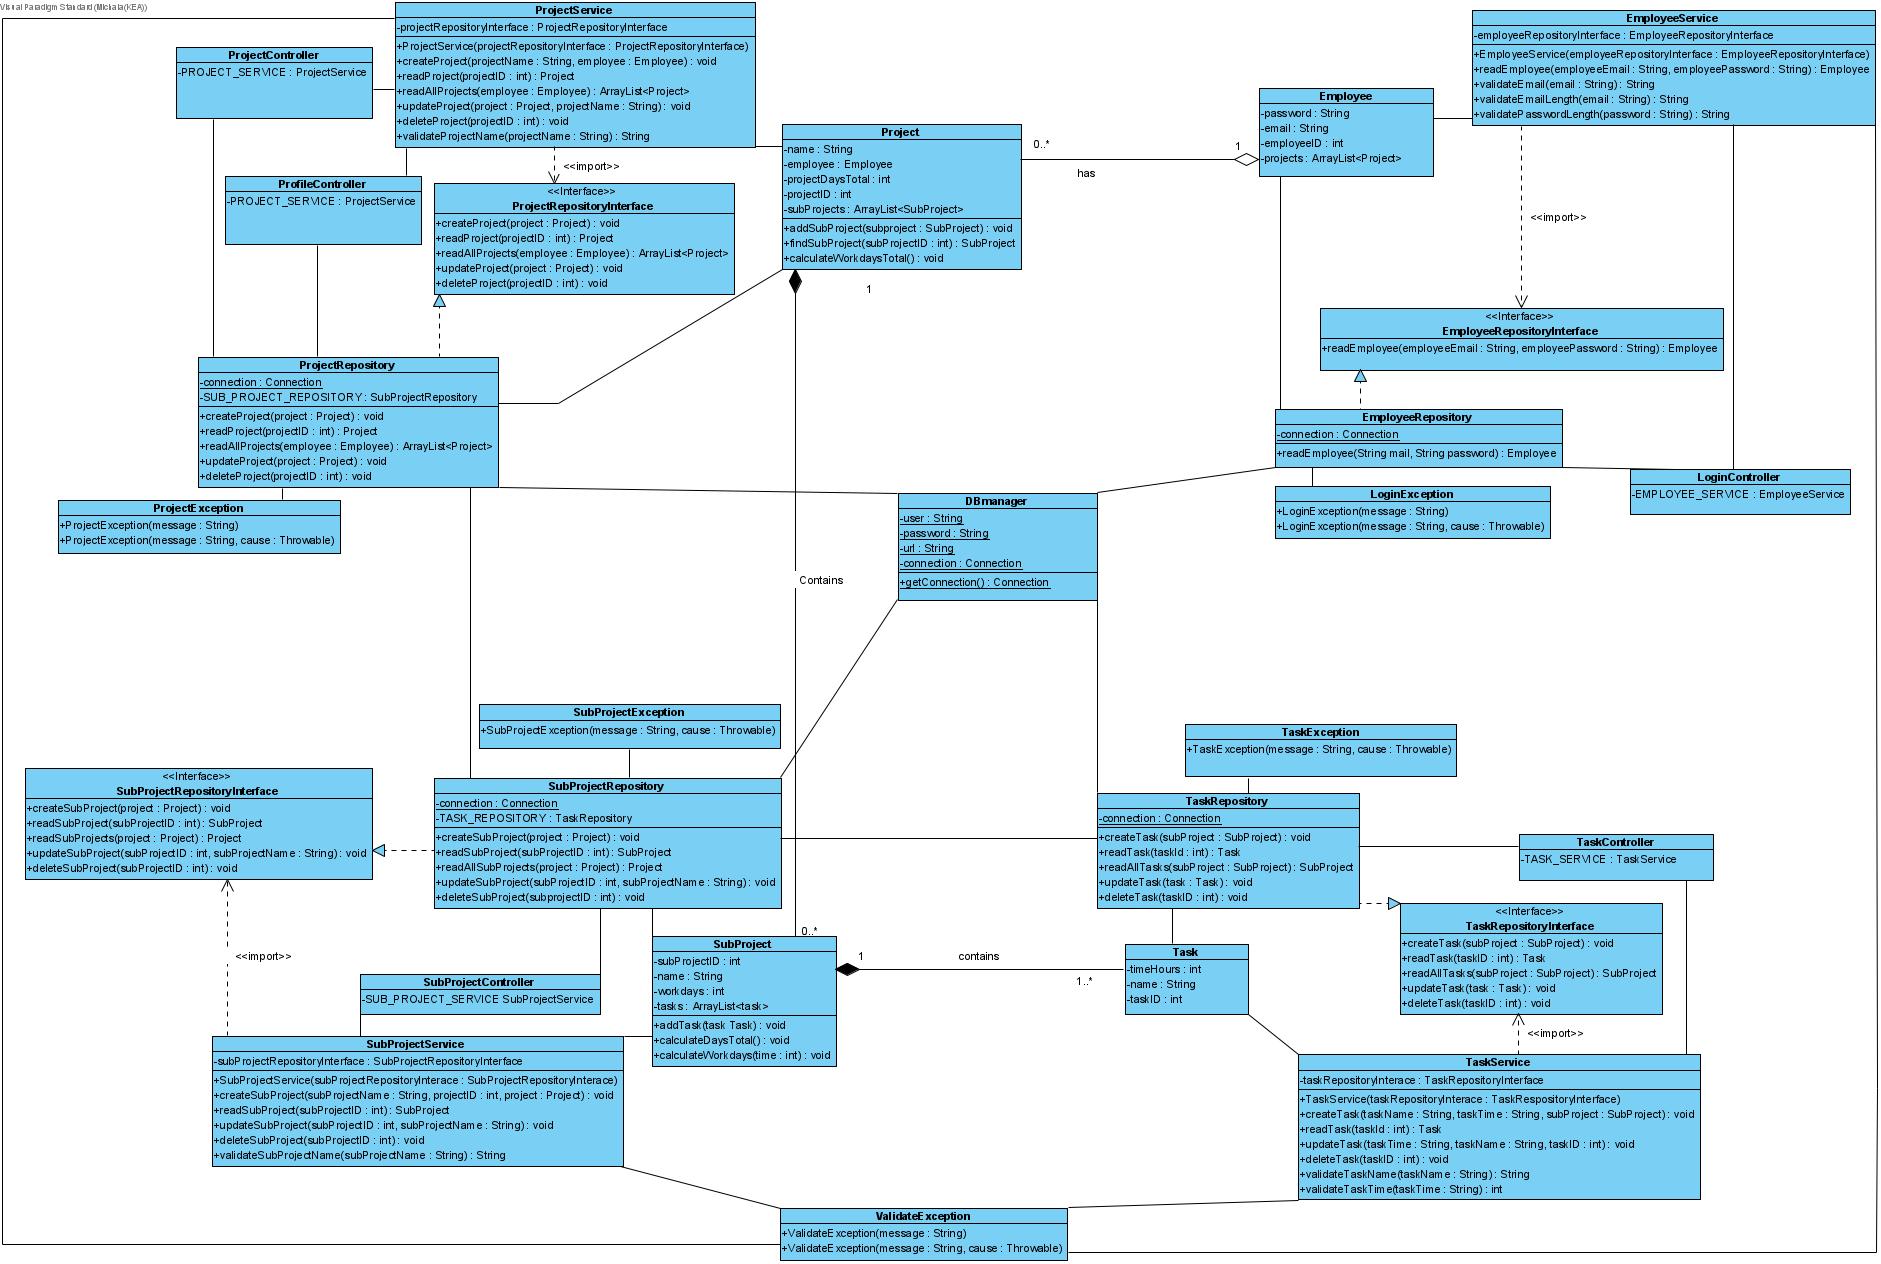 Visual Paradigm Standard (Michala(KEA))
ProjectService
-projectRepositoryInterface : ProjectRepositoryInterface
+ProjectService(projectRepositoryInterface : ProjectRepositoryInterface)
+createProject(projectName : String, employee : Employee) : void
+readProject(projectID : int) : Project
+readAllProjects(employee : Employee) : ArrayList<Project>
+updateProject(project : Project, projectName : String) : void
+deleteProject(projectID : int) : void
+validateProjectName(projectName : String) : String
EmployeeService
-employeeRepositoryInterface : EmployeeRepositoryInterface
+EmployeeService(employeeRepositoryInterface : EmployeeRepositoryInterface)
+readEmployee(employeeEmail : String, employeePassword : String) : Employee
+validateEmail(email : String) : String
+validateEmailLength(email : String) : String
+validatePasswordLength(password : String) : String
ProjectController
-PROJECT_SERVICE : ProjectService
Employee
-password : String
-email : String
-employeeID : int
-projects : ArrayList<Project>
Project
-name : String
-employee : Employee
-projectDaysTotal : int
-projectID : int
-subProjects : ArrayList<SubProject>
+addSubProject(subproject : SubProject) : void
+findSubProject(subProjectID : int) : SubProject
+calculateWorkdaysTotal() : void
0..*
1
has
<<import>>
ProfileController
-PROJECT_SERVICE : ProjectService
<<Interface>>
ProjectRepositoryInterface
+createProject(project : Project) : void
+readProject(projectID : int) : Project
+readAllProjects(employee : Employee) : ArrayList<Project>
+updateProject(project : Project) : void
+deleteProject(projectID : int) : void
<<import>>
1
<<Interface>>
EmployeeRepositoryInterface
+readEmployee(employeeEmail : String, employeePassword : String) : Employee
ProjectRepository
-connection : Connection
-SUB_PROJECT_REPOSITORY : SubProjectRepository
+createProject(project : Project) : void
+readProject(projectID : int) : Project
+readAllProjects(employee : Employee) : ArrayList<Project>
+updateProject(project : Project) : void
+deleteProject(projectID : int) : void
EmployeeRepository
-connection : Connection
+readEmployee(String mail, String password) : Employee
LoginController
-EMPLOYEE_SERVICE : EmployeeService
LoginException
+LoginException(message : String)
+LoginException(message : String, cause : Throwable)
ProjectException
+ProjectException(message : String)
+ProjectException(message : String, cause : Throwable)
DBmanager
-user : String
-password : String
-url : String
-connection : Connection
+getConnection() : Connection
Contains
SubProjectException
+SubProjectException(message : String, cause : Throwable)
TaskException
+TaskException(message : String, cause : Throwable)
<<Interface>>
SubProjectRepositoryInterface
+createSubProject(project : Project) : void
+readSubProject(subProjectID : int) : SubProject
+readSubProjects(project : Project) : Project
+updateSubProject(subProjectID : int, subProjectName : String) : void
+deleteSubProject(subProjectID : int) : void
SubProjectRepository
-connection : Connection
-TASK_REPOSITORY : TaskRepository
+createSubProject(project : Project) : void
+readSubProject(subProjectID : int) : SubProject
+readAllSubProjects(project : Project) : Project
+updateSubProject(subProjectID : int, subProjectName : String) : void
+deleteSubProject(subprojectID : int) : void
TaskRepository
-connection : Connection
+createTask(subProject : SubProject) : void
+readTask(taskId : int) : Task
+readAllTasks(subProject : SubProject) : SubProject
+updateTask(task : Task) : void
+deleteTask(taskID : int) : void
TaskController
-TASK_SERVICE : TaskService
<<Interface>>
TaskRepositoryInterface
+createTask(subProject : SubProject) : void
+readTask(taskID : int) : Task
+readAllTasks(subProject : SubProject) : SubProject
+updateTask(task : Task) : void
+deleteTask(taskID : int) : void
0..*
SubProject
-subProjectID : int
-name : String
-workdays : int
-tasks : ArrayList<task>
+addTask(task Task) : void
+calculateDaysTotal() : void
+calculateWorkdays(time : int) : void
1
contains
1..*
Task
-timeHours : int
-name : String
-taskID : int
<<import>>
SubProjectController
-SUB_PROJECT_SERVICE SubProjectService
<<import>>
SubProjectService
-subProjectRepositoryInterface : SubProjectRepositoryInterface
+SubProjectService(subProjectRepositoryInterace : SubProjectRepositoryInterace)
+createSubProject(subProjectName : String, projectID : int, project : Project) : void
+readSubProject(subProjectID : int) : SubProject
+updateSubProject(subProjectID : int, subProjectName : String) : void
+deleteSubProject(subProjectID : int) : void
+validateSubProjectName(subProjectName : String) : String
TaskService
-taskRepositoryInterace : TaskRepositoryInterface
+TaskService(taskRepositoryInterace : TaskRespositoryInterface)
+createTask(taskName : String, taskTime : String, subProject : SubProject) : void
+readTask(taskId : int) : Task
+updateTask(taskTime : String, taskName : String, taskID : int) : void
+deleteTask(taskID : int) : void
+validateTaskName(taskName : String) : String
+validateTaskTime(taskTime : String) : int
ValidateException
+ValidateException(message : String)
+ValidateException(message : String, cause : Throwable)